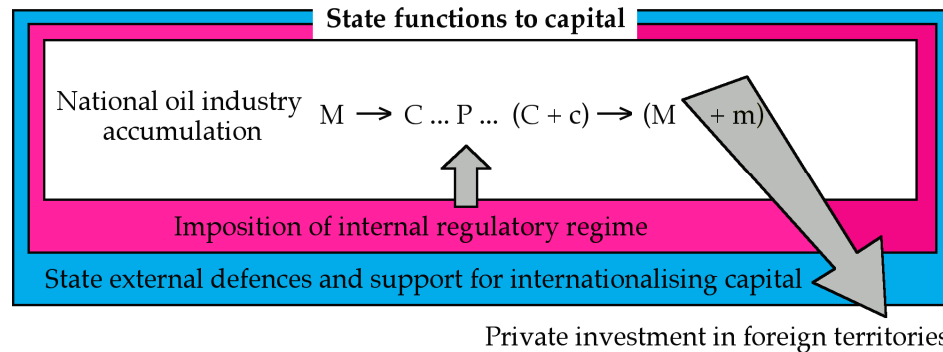 State functions to capital
National oil industry
accumulation
M → C ... P ... (C + c) → (M + m)
Imposition of internal regulatory regime
State external defences and support for internationalising capital
Private investment in foreign territories